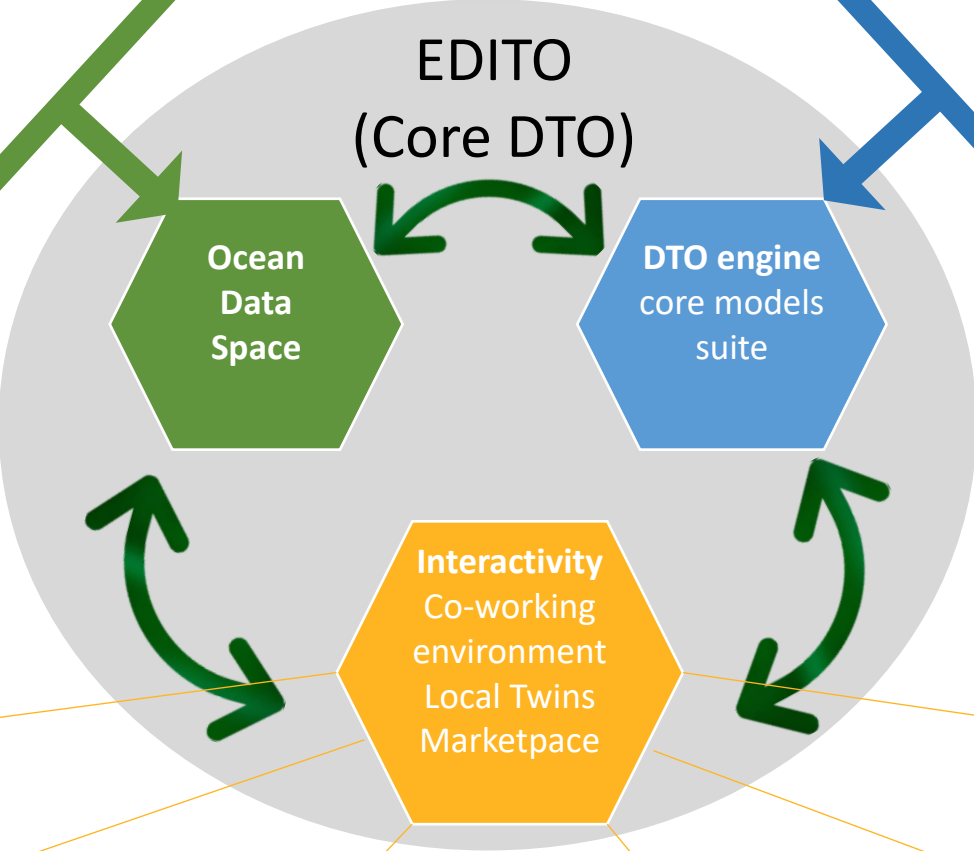 EDITO
(Core DTO)
Ocean
Data
Space
DTO engine
core models
suite
Interactivity
Co-working
environment
Local Twins
Marketpace